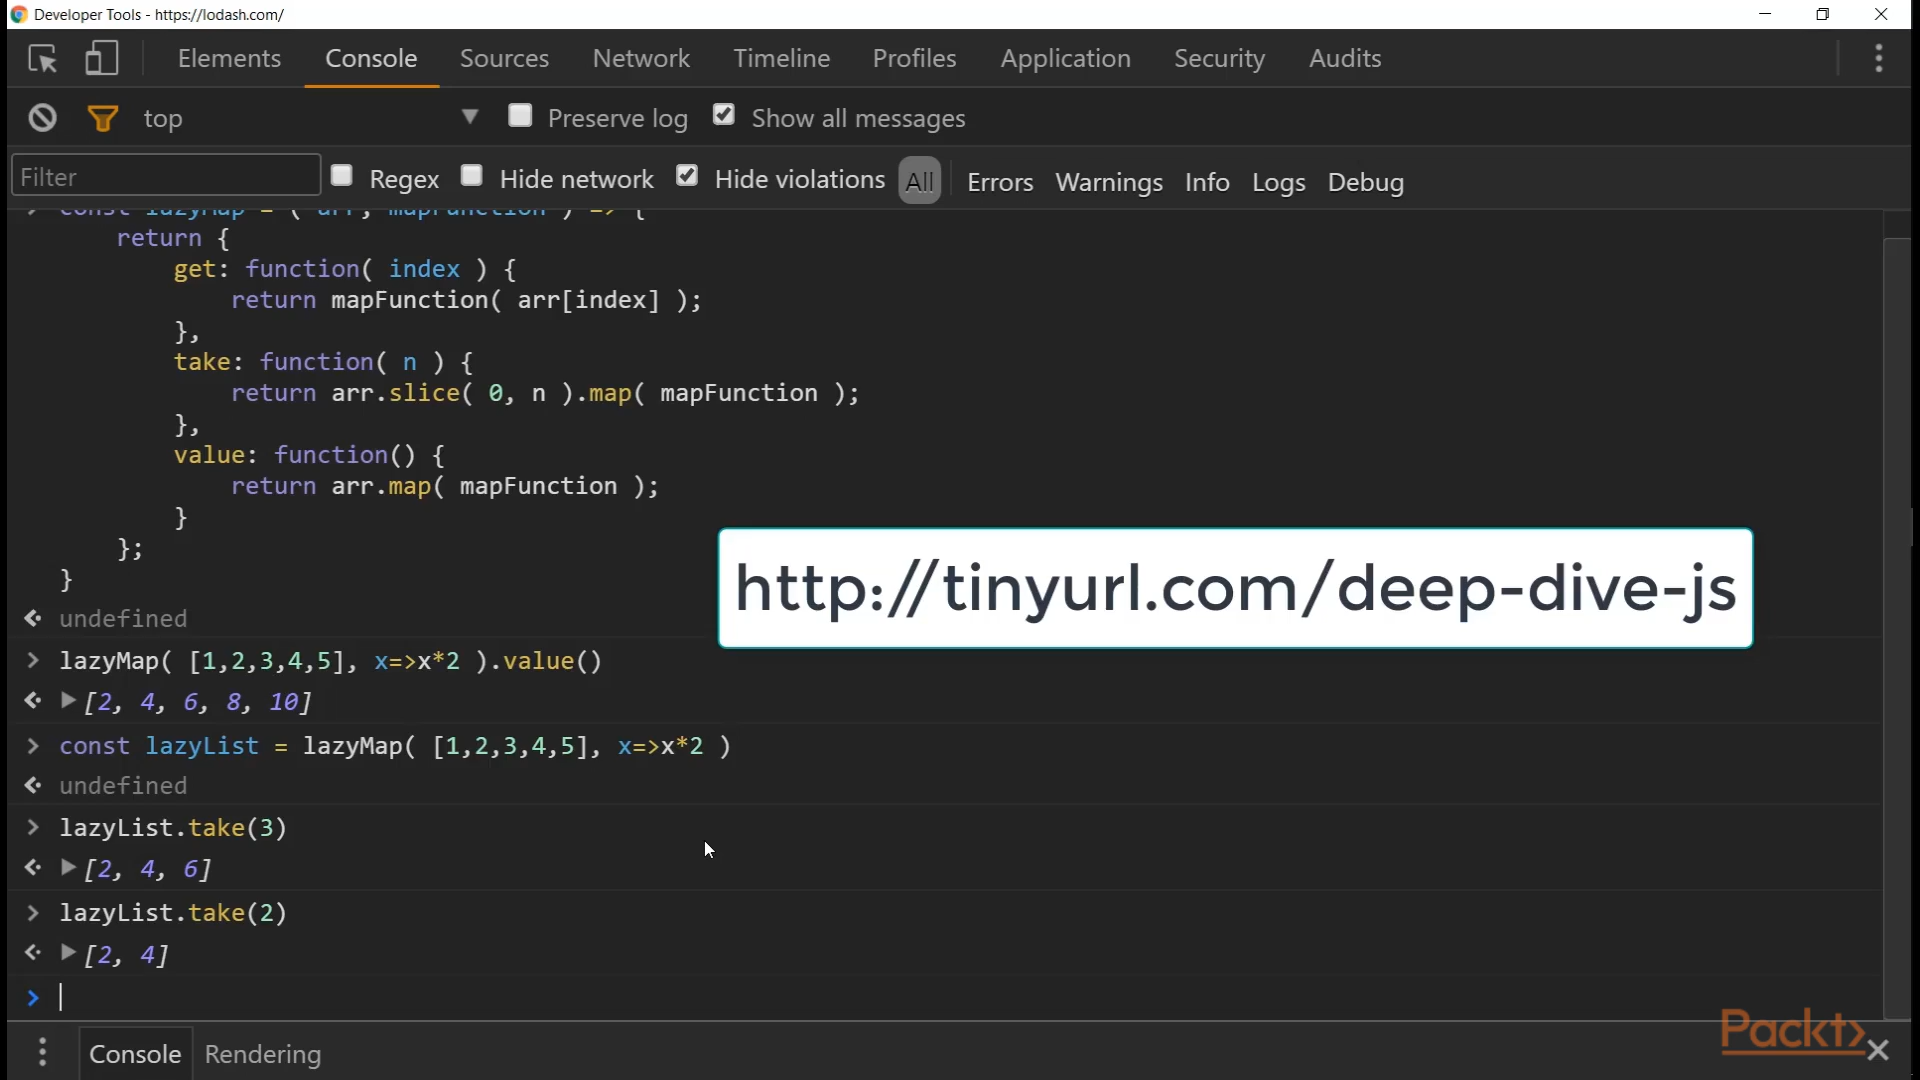 Developer Tools - https://lodash.com/
Elements Console Sources Network Timeline Profiles Application Security Audits
top Preserve log Show all messages
Filter Regex Hide network Hide violations All Errors Warnings Info Logs Debug
const lazyMap = ( arr, mapFunction ) => {
return {
get: function( index ) {
return mapFunction( arr[index] );
},
take: function( n ) {
return arr.slice( 0, n ).map( mapFunction );
},
value: function() {
return arr.map( mapFunction );
}
};
}
http://tinyurl.com/deep-dive-js
undefined
lazyMap( [1,2,3,4,5], x=>x*2 ).value()
[2, 4, 6, 8, 10]
const lazyList = lazyMap( [1,2,3,4,5], x=>x*2 )
undefined
lazyList.take(3)
[2, 4, 6]
lazyList.take(2)
[2, 4]
Packt
Console Rendering